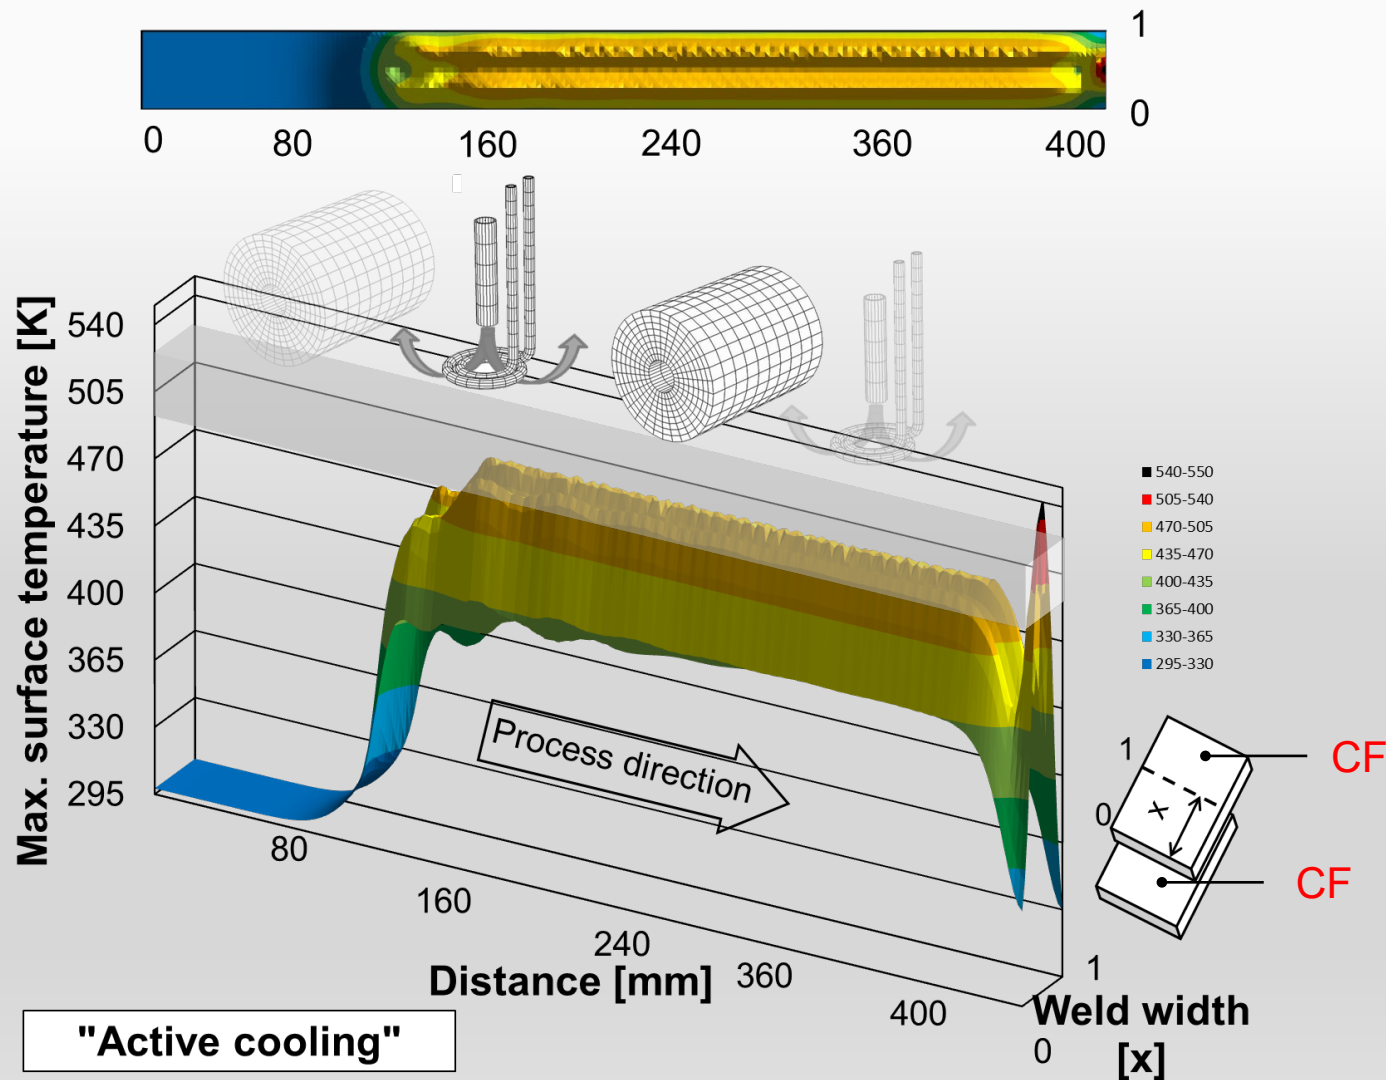 1
0
0 80 160 240 360 400
Max. surface temperature [K]
540
505
470
435
400
365
330
295
540-550
505-540
470-505
435-470
400-435
365-400
330-365
295-330
Process direction
80
160
240
360
400
Distance [mm]
1
0
Weld width
[x]
1
0
x
CF
CF
"Active cooling"